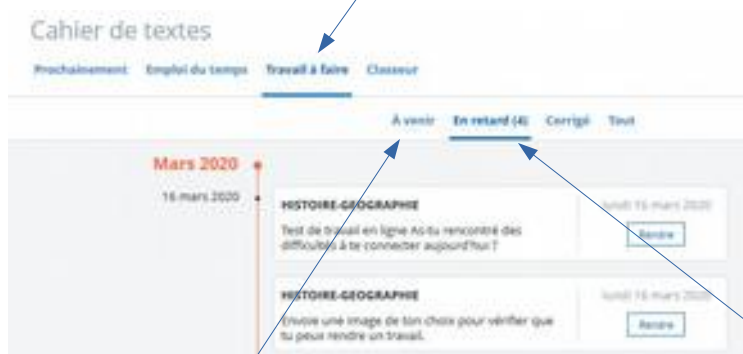 Cahier de textes
Prochainement Emploi du temps Travail à faire Classeur
À venir En retard (4) Corrigé Tout
Mars 2020
16 mars 2020
HISTOIRE-GEOGRAPHIE lundi 16 mars 2020
Test de travail en ligne As-tu rencontré des
difficultés à te connecter aujourd'hui ?
Rendre
HISTOIRE-GEOGRAPHIE lundi 16 mars 2020
Envoie une image de ton choix pour vérifier que
tu peux rendre un travail.
Rendre